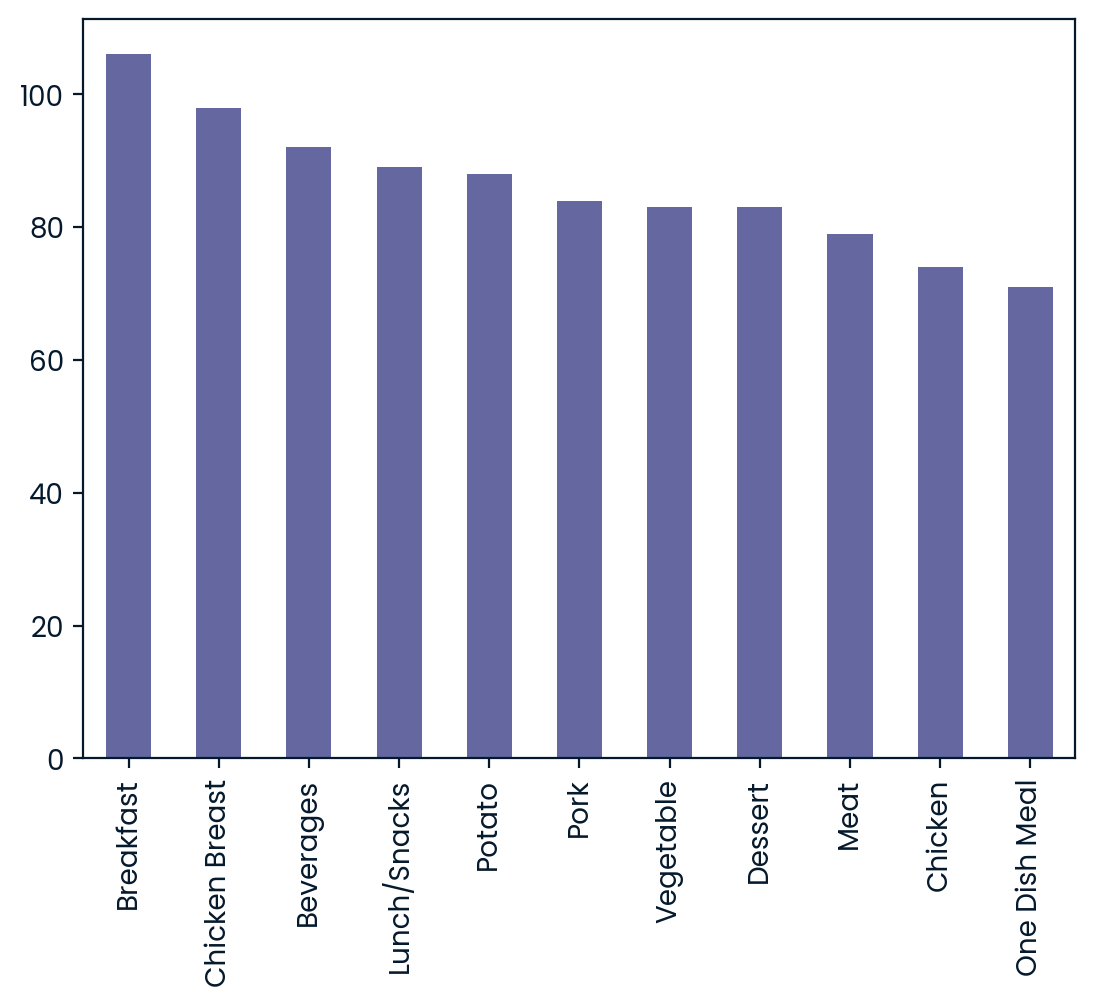 100
80
60
40
20
0
Breakfast
Chicken Breast
Beverages
Lunch/Snacks
Potato
Pork
Vegetable
Dessert
Meat
Chicken
One Dish Meal